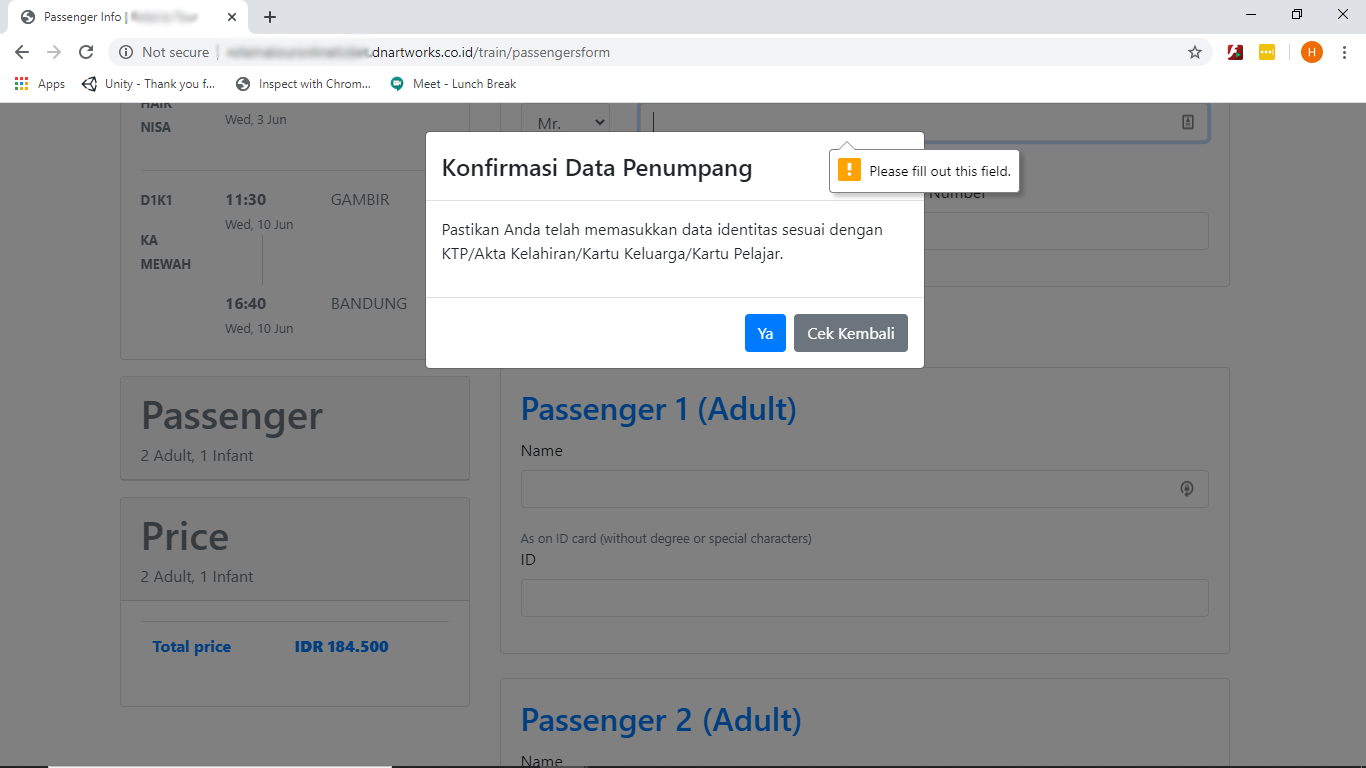 Passenger Info |
Not secure
.dnartworks.co.id/train/passengersform
H
Apps
Unity - Thank you f...
Inspect with Chrom...
Meet - Lunch Break
HAIR
NISA
Wed, 3 Jun
D1K1
11:30
GAMBIR
Wed, 10 Jun
KA
MEWAH
16:40
BANDUNG
Wed, 10 Jun
Passenger
2 Adult, 1 Infant
Price
2 Adult, 1 Infant
Total price
IDR 184.500
Mr.
Please fill out this field.
Number
Konfirmasi Data Penumpang
Pastikan Anda telah memasukkan data identitas sesuai dengan
KTP/Akta Kelahiran/Kartu Keluarga/Kartu Pelajar.
Ya
Cek Kembali
Passenger 1 (Adult)
Name
As on ID card (without degree or special characters)
ID
Passenger 2 (Adult)
Name